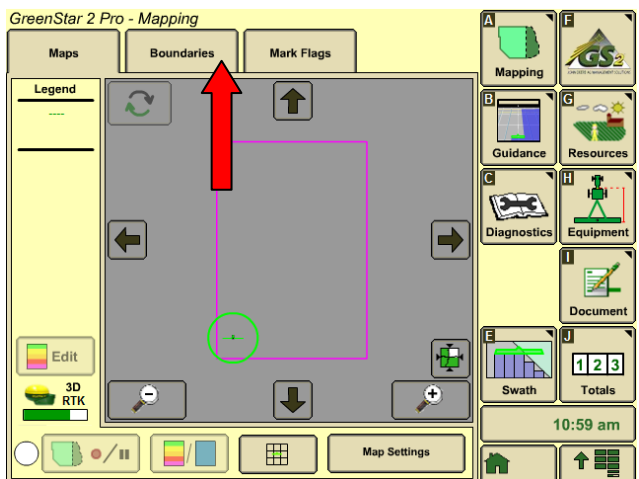 GreenStar 2 Pro - Mapping
Maps
Boundaries
Mark Flags
Legend
----
Edit
3D
RTK
Map Settings
A
Mapping
F
GS2
B
Guidance
G
Resources
C
Diagnostics
H
Equipment
I
Document
E
Swath
J
1 2 3
Totals
10:59 am